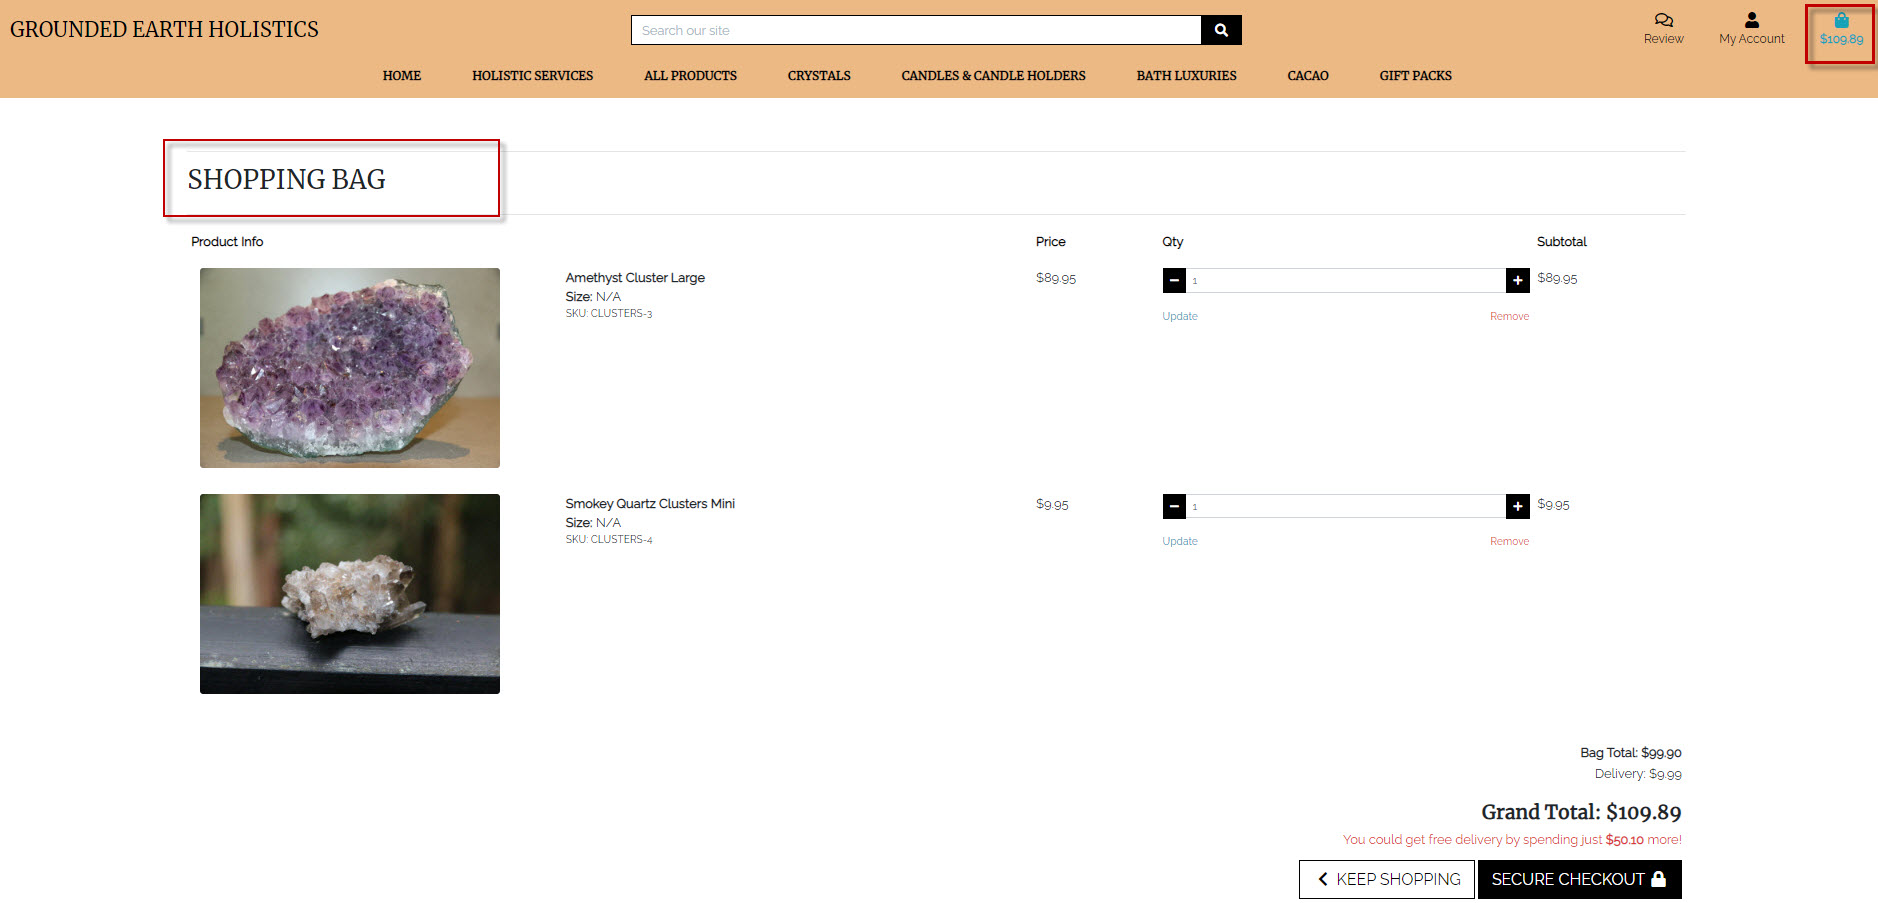 GROUNDED EARTH HOLISTICS
Search our site
Review
My Account
$109.89
HOME HOLISTIC SERVICES ALL PRODUCTS CRYSTALS CANDLES & CANDLE HOLDERS BATH LUXURIES CACAO GIFT PACKS
SHOPPING BAG
Product Info Price Qty Subtotal
Amethyst Cluster Large $89.95 1 $89.95
Size: N/A
SKU: CLUSTERS-3
Update Remove
Smokey Quartz Clusters Mini $9.95 1 $9.95
Size: N/A
SKU: CLUSTERS-4
Update Remove
Bag Total: $99.90
Delivery: $9.99
Grand Total: $109.89
You could get free delivery by spending just $50.10 more!
KEEP SHOPPING SECURE CHECKOUT